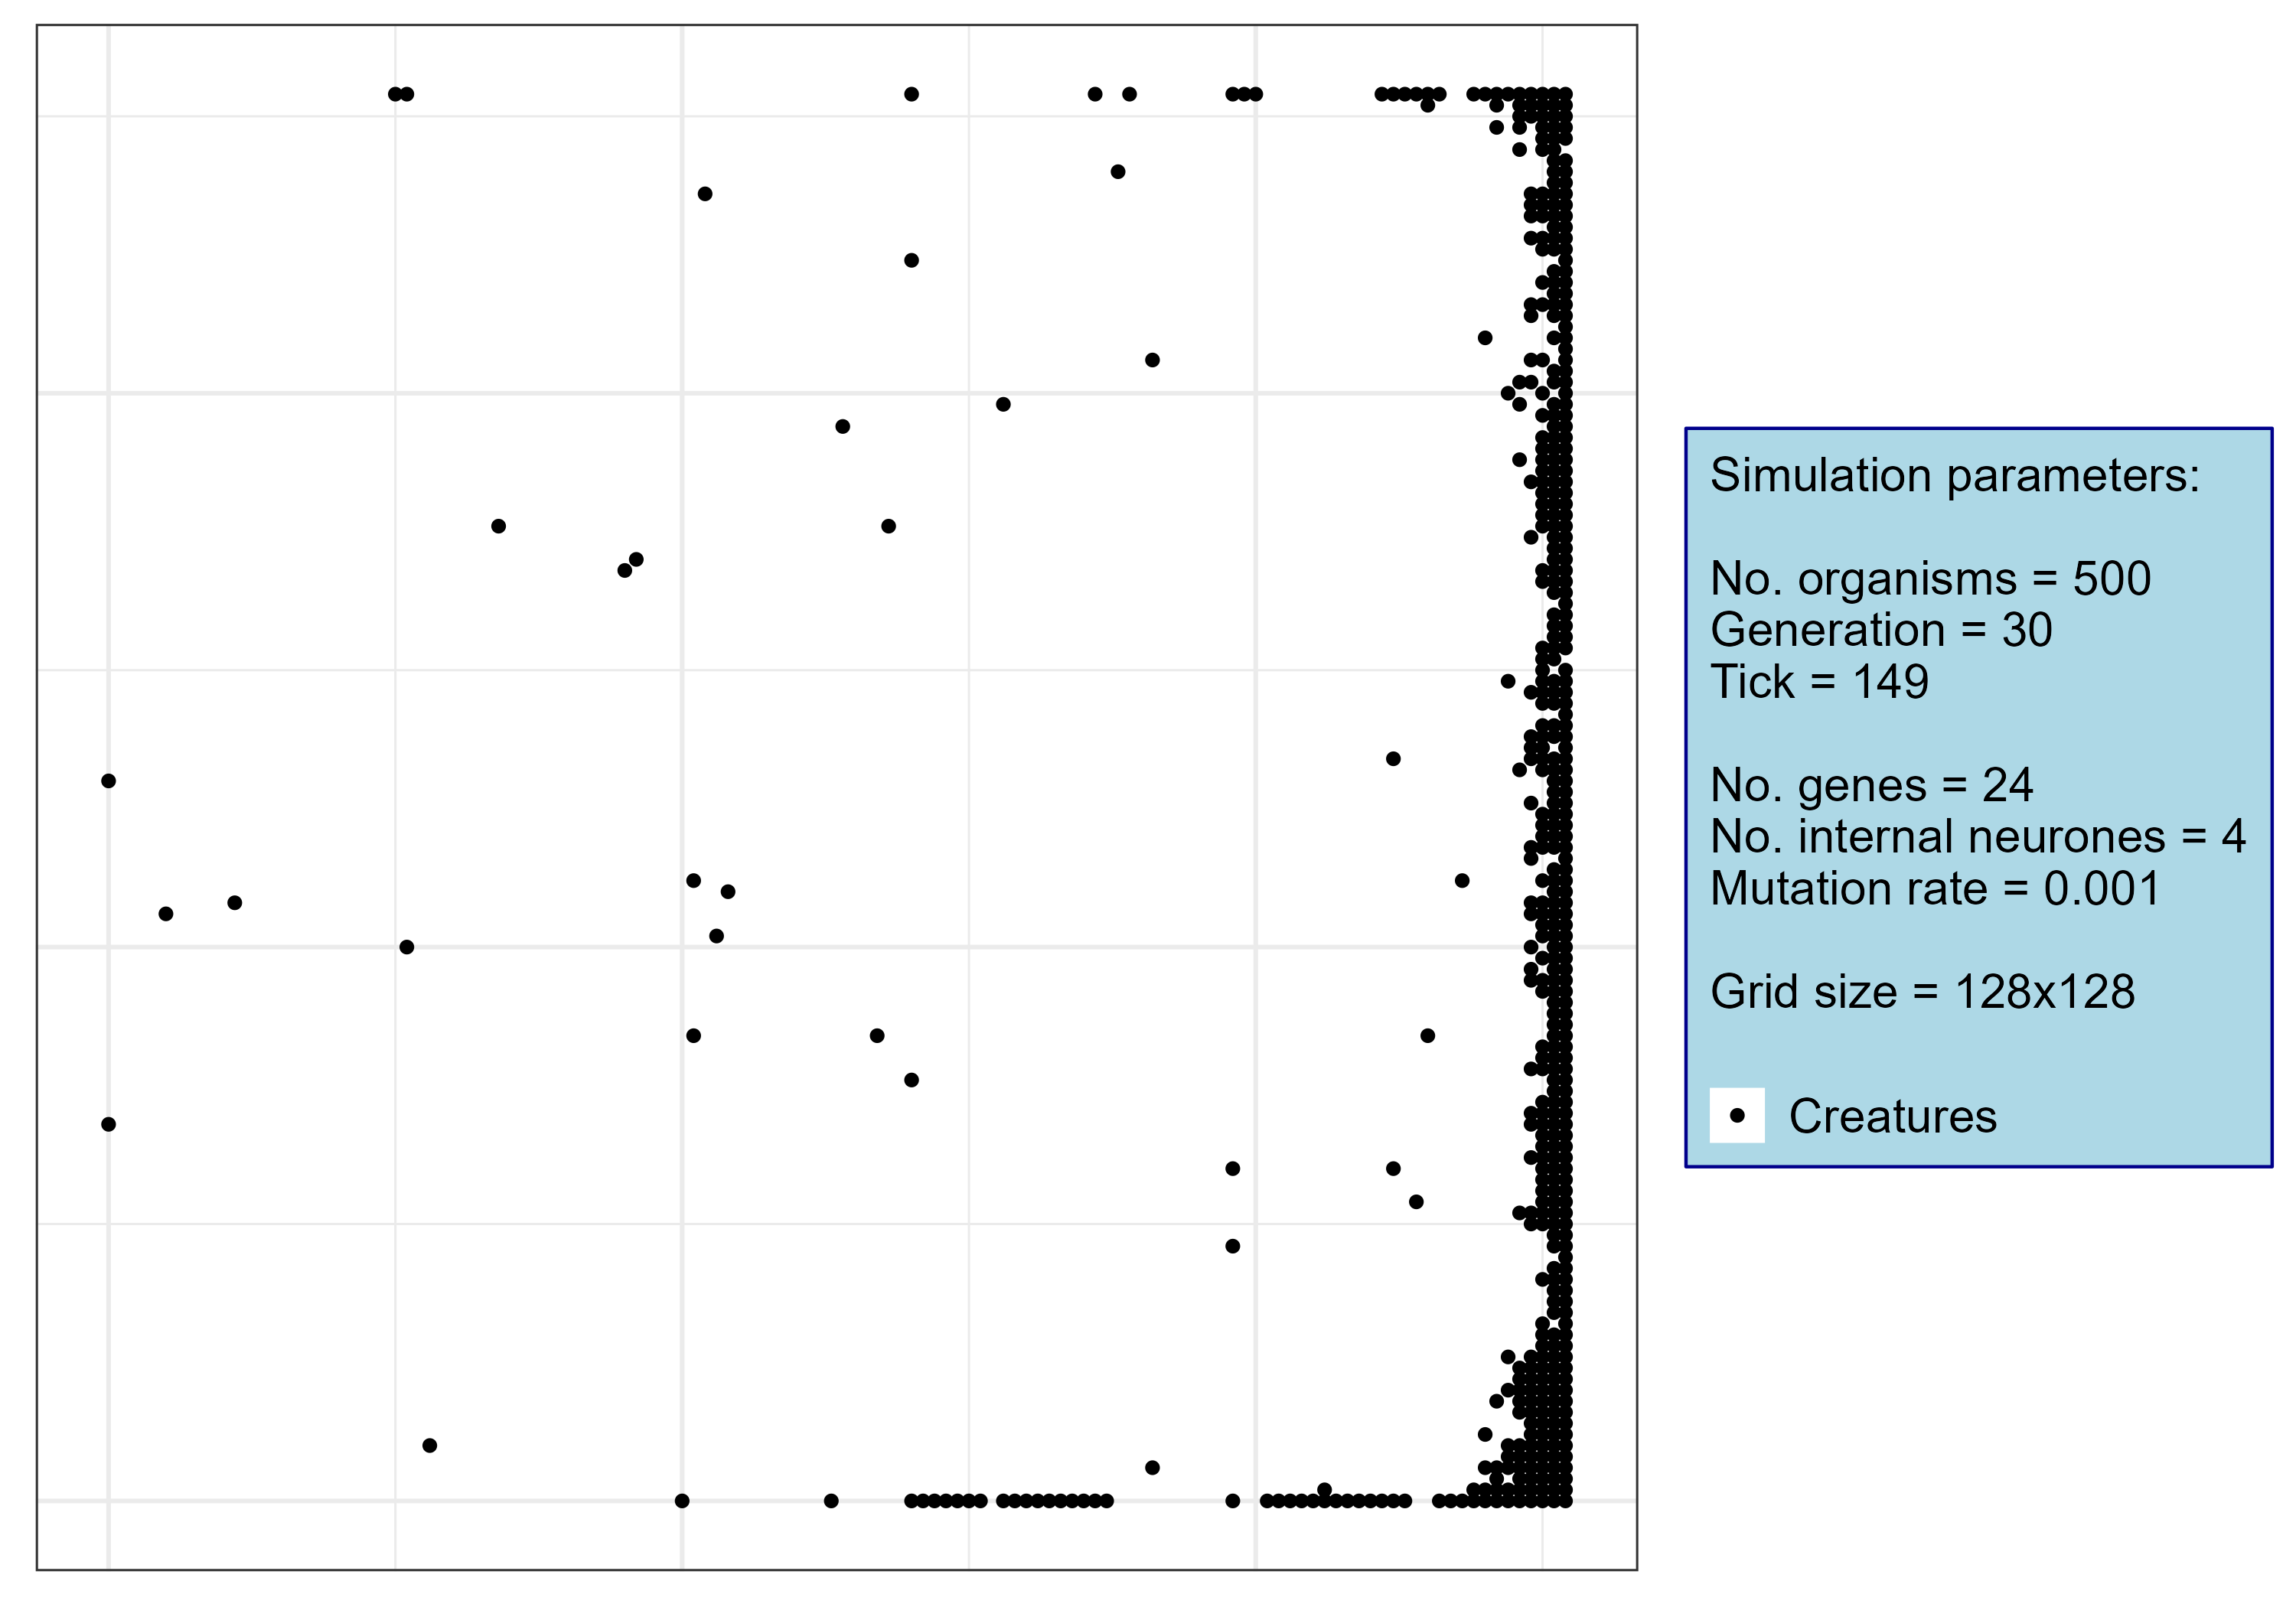 Simulation parameters:
No. organisms = 500
Generation = 30
Tick = 149
No. genes = 24
No. internal neurones = 4
Mutation rate = 0.001
Grid size = 128x128
Creatures